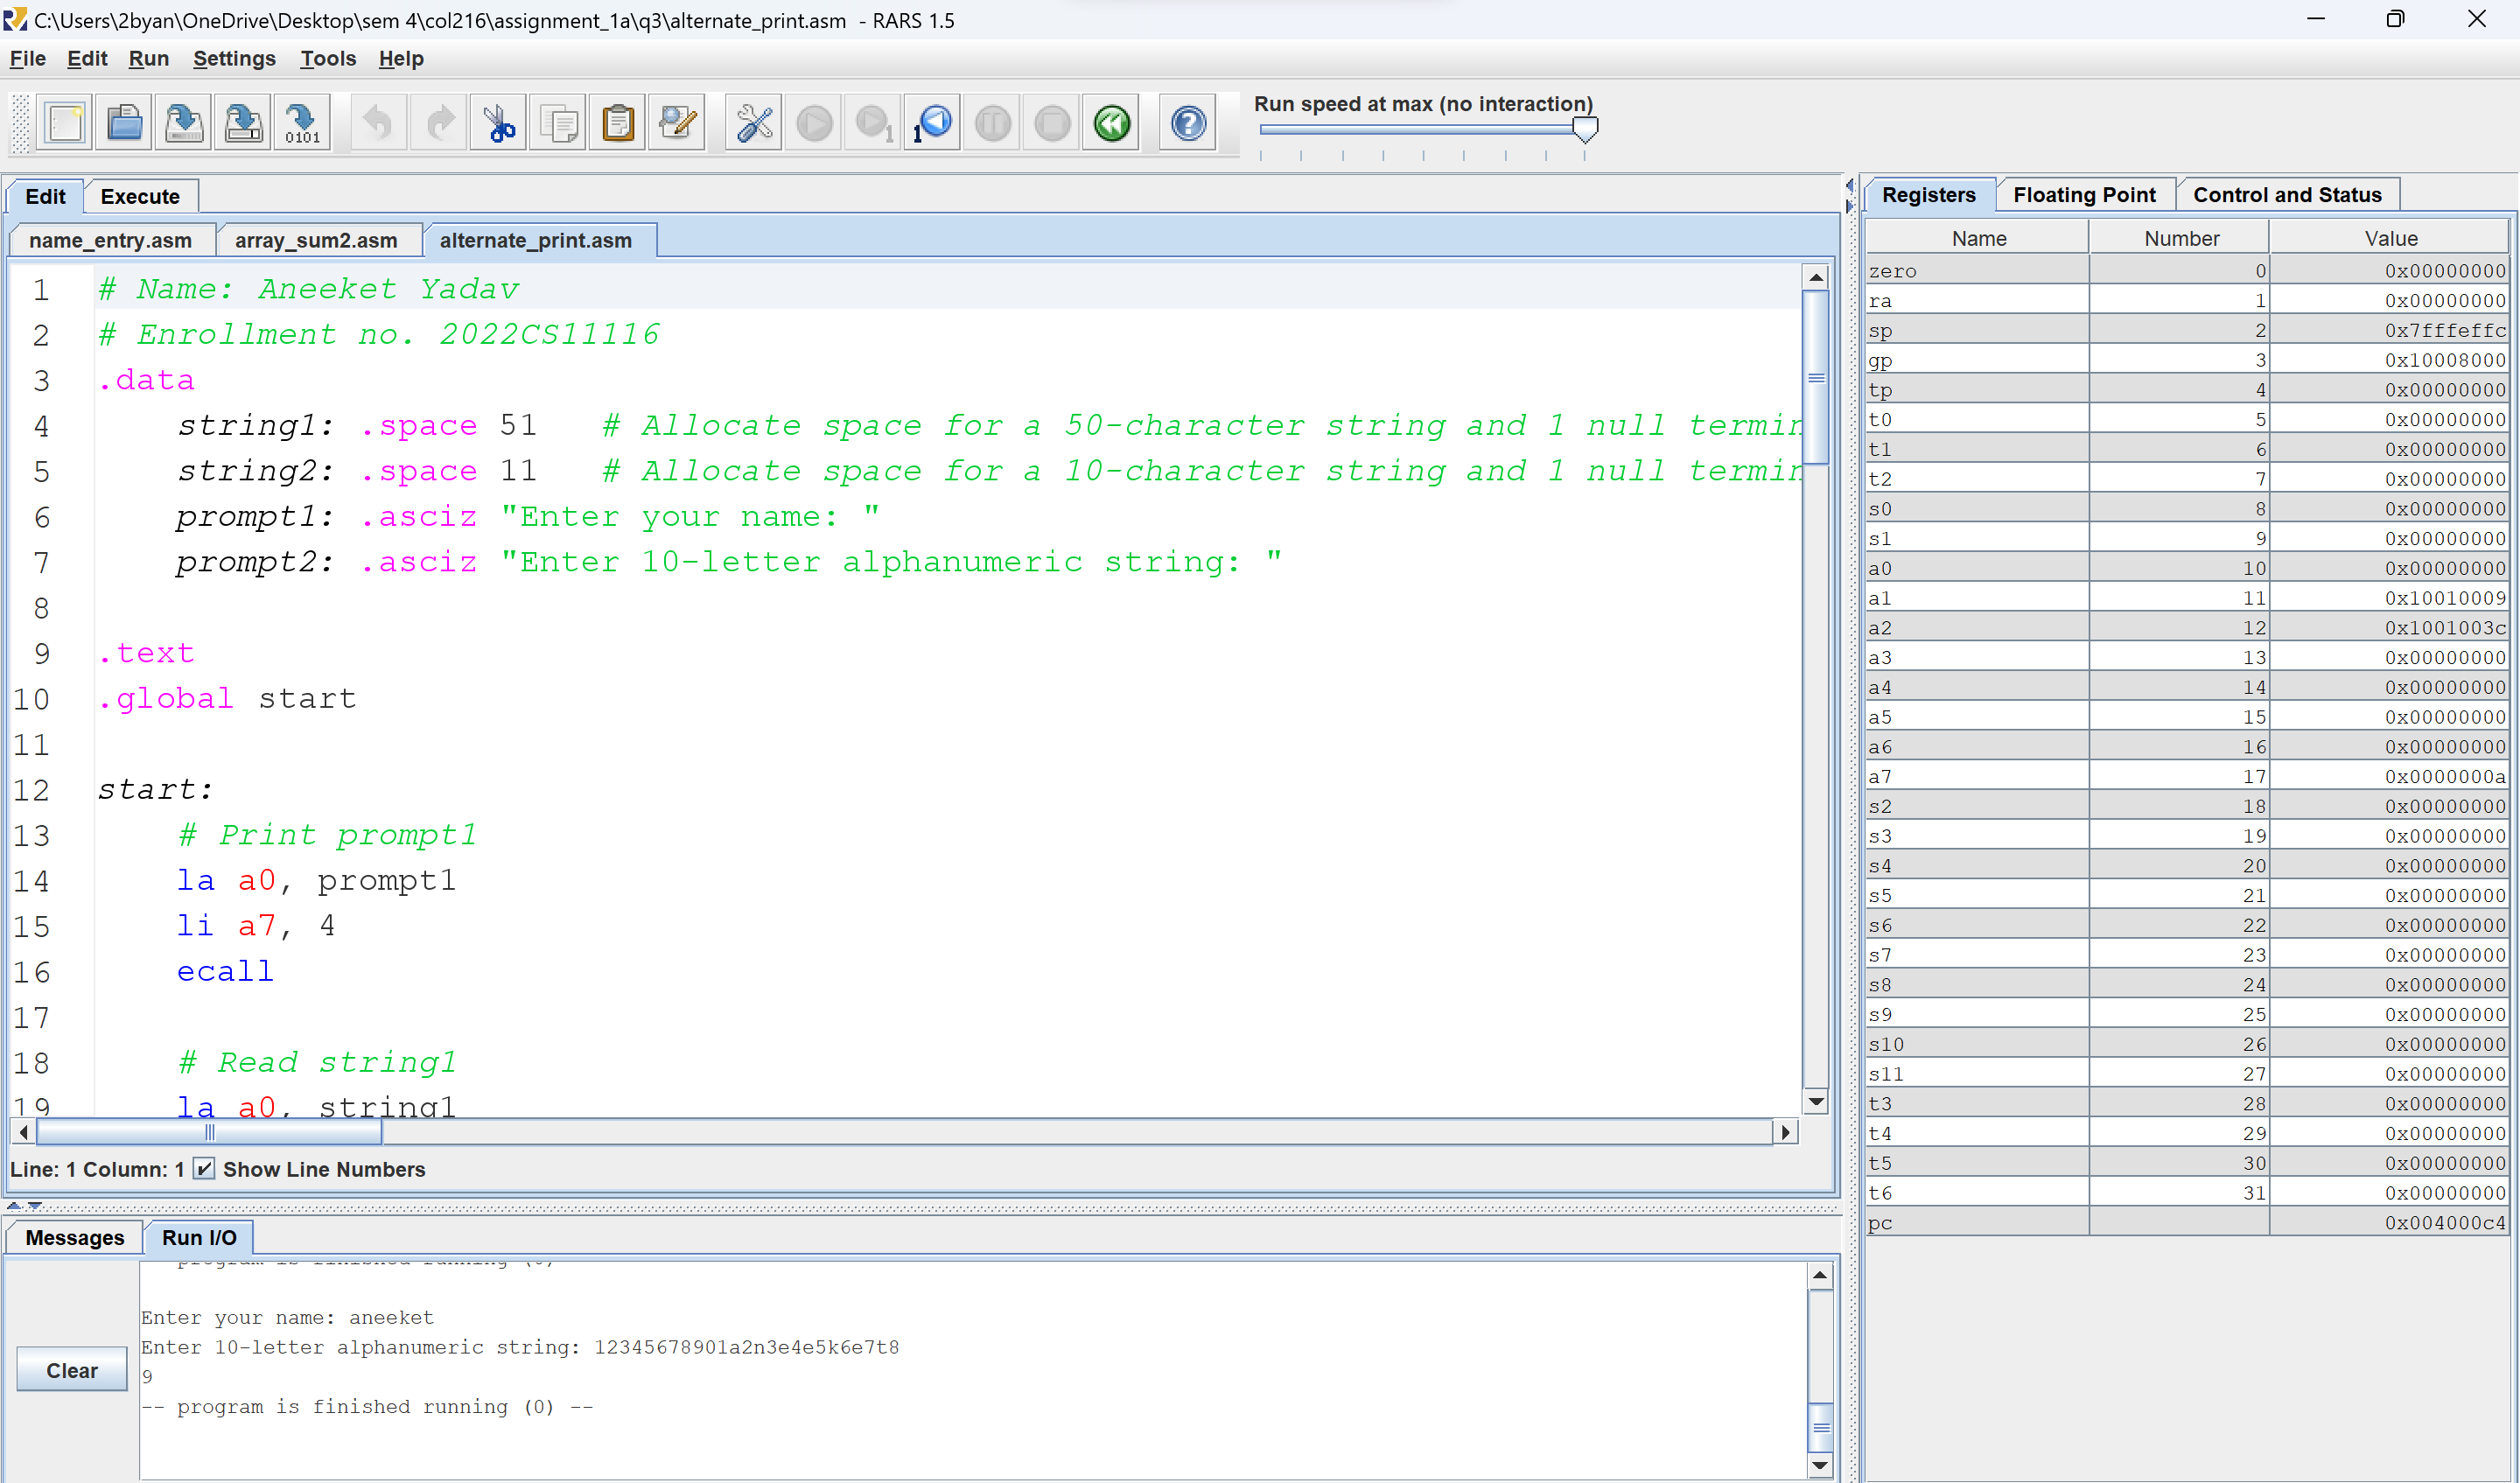 C:\Users\2byan\OneDrive\Desktop\sem 4\col216\assignment_1a\q3\alternate_print.asm - RARS 1.5
File Edit Run Settings Tools Help
0101
1
1
Run speed at max (no interaction)
Edit Execute
name_entry.asm array_sum2.asm alternate_print.asm
1 # Name: Aneeket Yadav
2 # Enrollment no. 2022CS11116
3 .data
4 string1: .space 51 # Allocate space for a 50-character string and 1 null termin
5 string2: .space 11 # Allocate space for a 10-character string and 1 null termin
6 prompt1: .asciz "Enter your name: "
7 prompt2: .asciz "Enter 10-letter alphanumeric string: "
8
9 .text
10 .global start
11
12 start:
13 # Print prompt1
14 la a0, prompt1
15 li a7, 4
16 ecall
17
18 # Read string1
19 la a0, string1
Line: 1 Column: 1 Show Line Numbers
Messages Run I/O
Clear
program is finished running (0)
Enter your name: aneeket
Enter 10-letter alphanumeric string: 12345678901a2n3e4e5k6e7t8
9
-- program is finished running (0) --
Registers Floating Point Control and Status
Name Number Value
zero 0 0x00000000
ra 1 0x00000000
sp 2 0x7fffeffc
gp 3 0x10008000
tp 4 0x00000000
t0 5 0x00000000
t1 6 0x00000000
t2 7 0x00000000
s0 8 0x00000000
s1 9 0x00000000
a0 10 0x00000000
a1 11 0x10010009
a2 12 0x1001003c
a3 13 0x00000000
a4 14 0x00000000
a5 15 0x00000000
a6 16 0x00000000
a7 17 0x0000000a
s2 18 0x00000000
s3 19 0x00000000
s4 20 0x00000000
s5 21 0x00000000
s6 22 0x00000000
s7 23 0x00000000
s8 24 0x00000000
s9 25 0x00000000
s10 26 0x00000000
s11 27 0x00000000
t3 28 0x00000000
t4 29 0x00000000
t5 30 0x00000000
t6 31 0x00000000
pc 0x004000c4